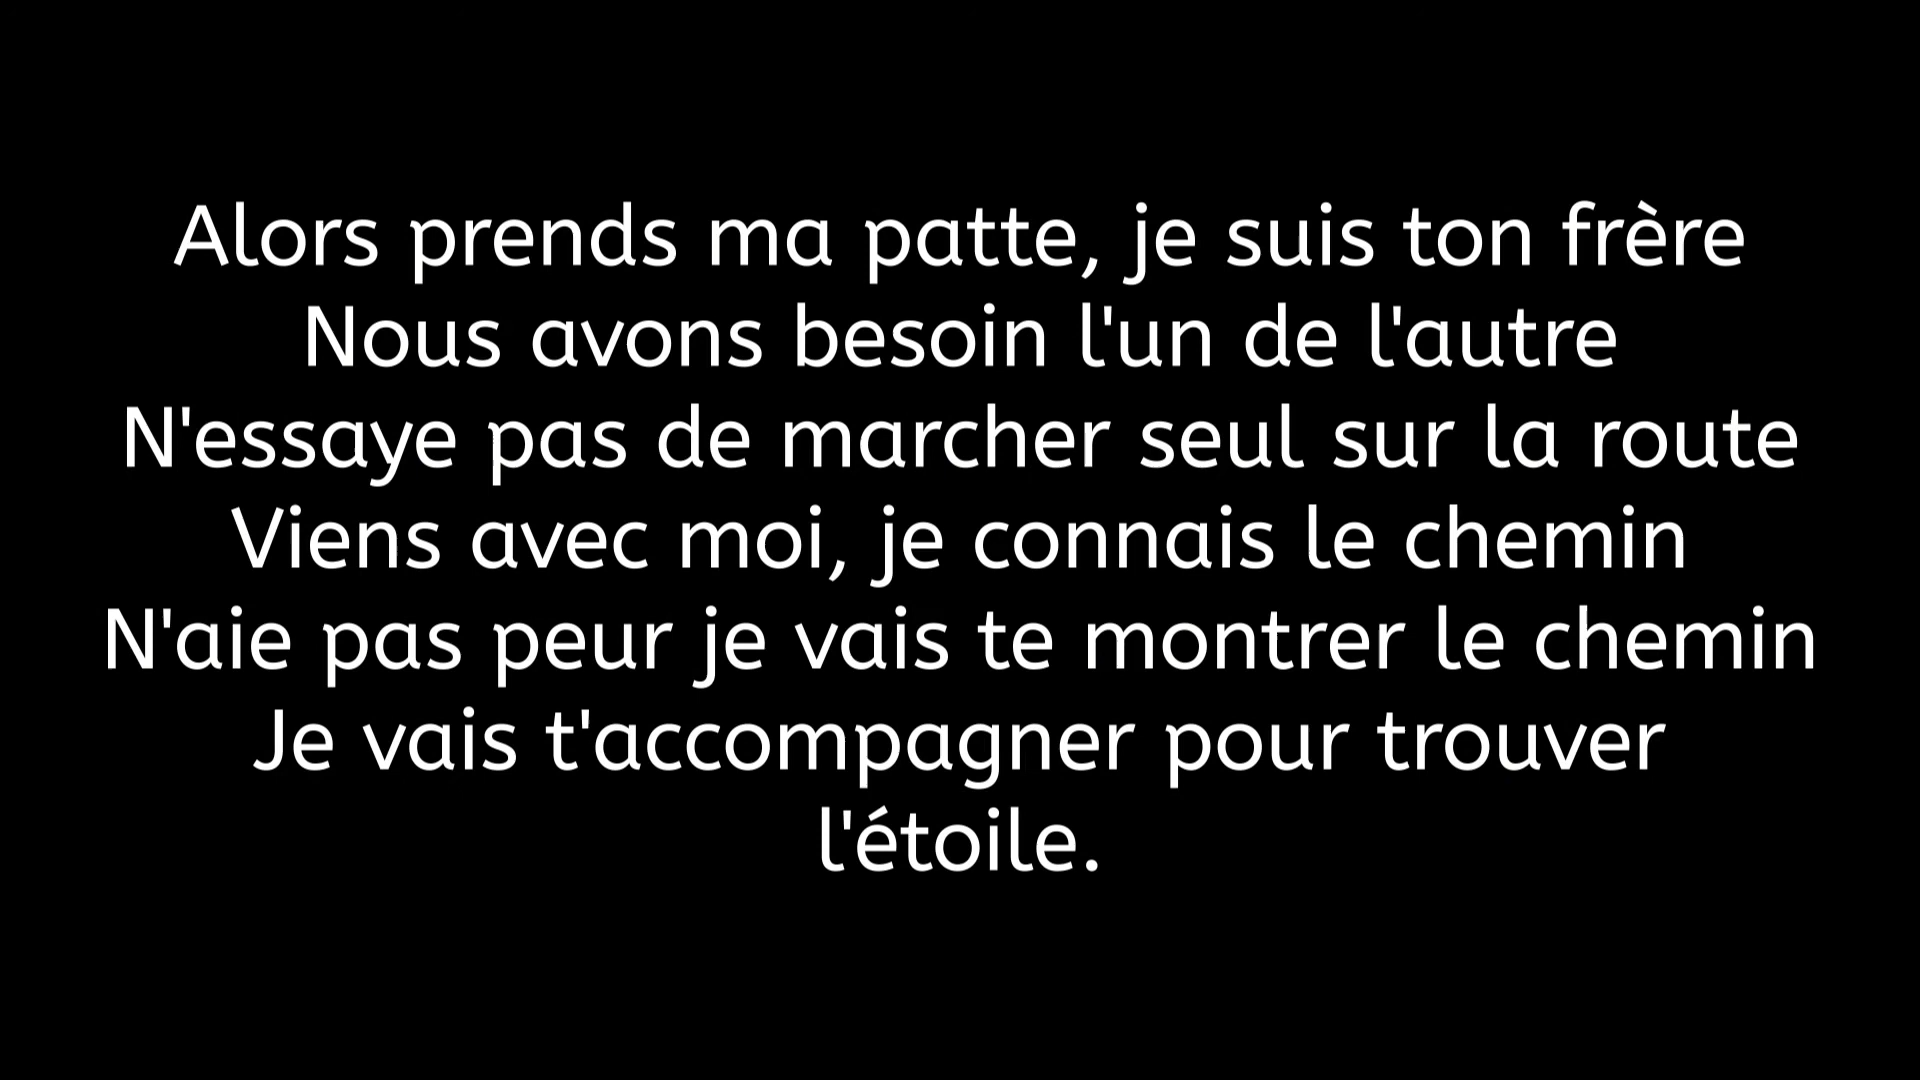 Alors prends ma patte, je suis ton frère
Nous avons besoin l'un de l'autre
N'essaye pas de marcher seul sur la route
Viens avec moi, je connais le chemin
N'aie pas peur je vais te montrer le chemin
Je vais t'accompagner pour trouver
l'étoile.